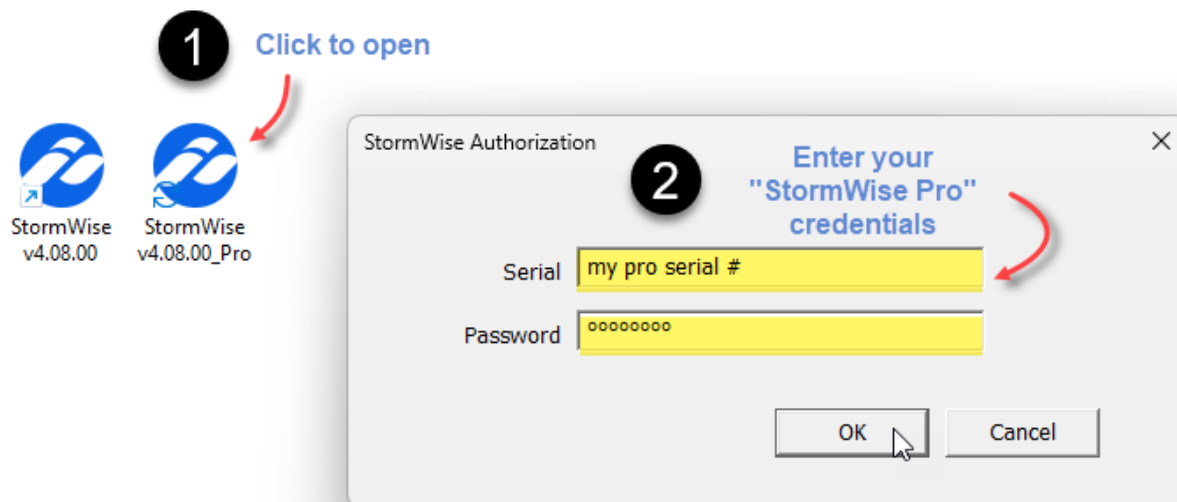 1
Click to open
StormWise
v4.08.00
StormWise
v4.08.00_Pro
StormWise Authorization
2
Enter your
"StormWise Pro"
credentials
Serial
my pro serial #
Password
oooooooo
OK
Cancel